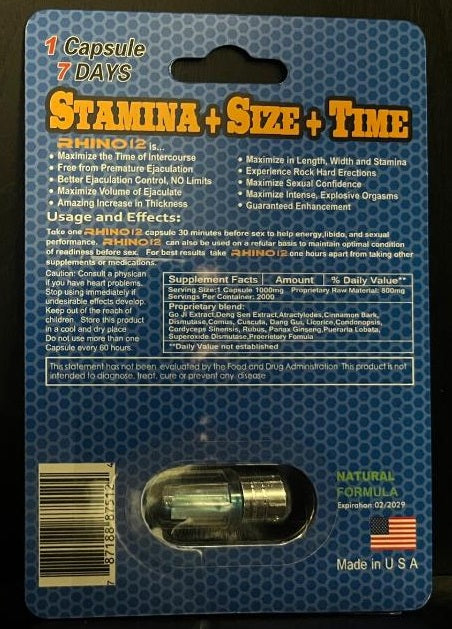 1 Capsule
7 DAYS
STAMINA + SIZE + TIME
RHINO12 is...
• Maximize the Time of Intercourse
• Free from Premature Ejaculation
• Better Ejaculation Control, NO Limits
• Maximize Volume of Ejaculate
• Amazing Increase in Thickness
• Maximize in Length, Width and Stamina
• Experience Rock Hard Erections
• Maximize Sexual Confidence
• Maximize Intense, Explosive Orgasms
• Guaranteed Enhancement
Usage and Effects:
Take one RHINO12 capsule 30 minutes before sex to help energy,libido, and sexual
performance. RHINO12 can also be used on a refular basis to maintain optimal condition
of readiness before sex. For best results take RHINO12 one hours apart from taking other
supplements or medications.
Caution: Consult a physican
if you have heart problems.
Stop using immediately if
undesirable effects develop.
Keep out of the reach of
children. Store this product
in a cool and dry place
Do not use more than one
Capsule every 60 hours.
Supplement Facts Amount % Daily Value**
Serving Size:1 Capsule 1000mg Proprietary Raw Material: 800mg
Servings Per Container: 2000
Proprietary blend:
Go Ji Extract,Deng Sen Extract,Atractylodes,Cinnamon Bark,
Dismutase,Comus, Cuscuta, Dang Gus, Licorice,Condonopsis,
Cordycepe Sinensis, Rubus, Panax Ginseng,Pueraria Lobata,
Superoxide Dismutase,Proerietory Fomuia
**Daily Value not established
This statement has not been evaluated by the Food and Drug Administration This product is not
intended to diagnose, treat, cure or prevent any disease
7 87188 87512 4
NATURAL
FORMULA
Expiration:02/2029
Made in U S A